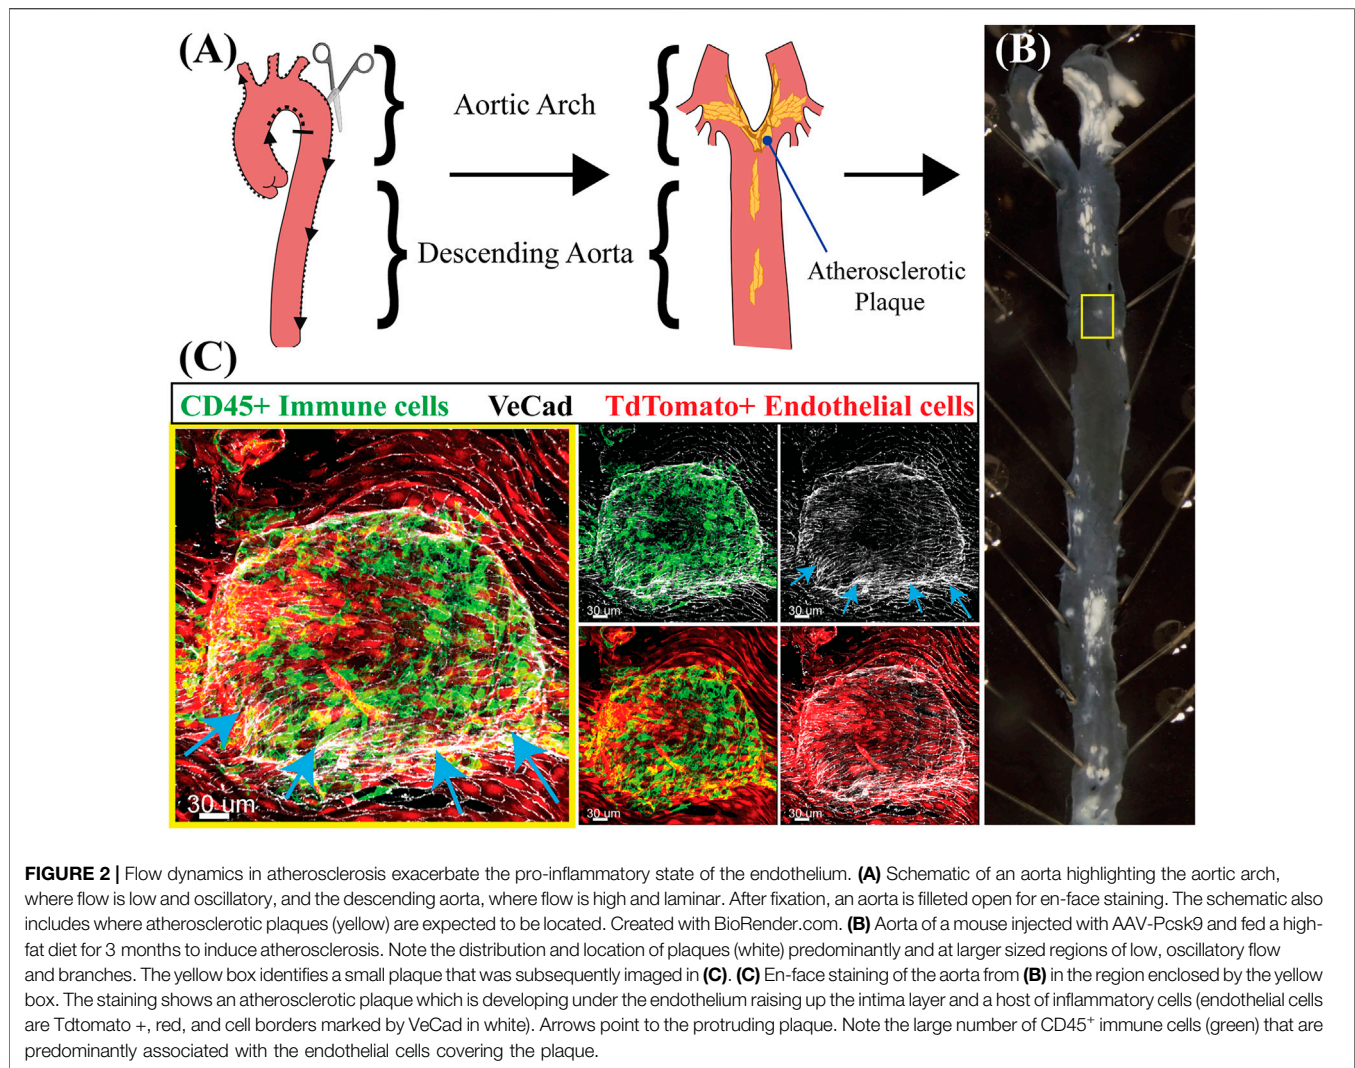 (A)
Aortic Arch
Descending Aorta
Atherosclerotic
Plaque
(B)
(C)
CD45+ Immune cells VeCad TdTomato+ Endothelial cells
30 um
30 um
30 um
30 um
30 um
FIGURE 2 | Flow dynamics in atherosclerosis exacerbate the pro-inflammatory state of the endothelium. (A) Schematic of an aorta highlighting the aortic arch,
where flow is low and oscillatory, and the descending aorta, where flow is high and laminar. After fixation, an aorta is filleted open for en-face staining. The schematic also
includes where atherosclerotic plaques (yellow) are expected to be located. Created with BioRender.com. (B) Aorta of a mouse injected with AAV-Pcsk9 and fed a high-
fat diet for 3 months to induce atherosclerosis. Note the distribution and location of plaques (white) predominantly and at larger sized regions of low, oscillatory flow
and branches. The yellow box identifies a small plaque that was subsequently imaged in (C). (C) En-face staining of the aorta from (B) in the region enclosed by the yellow
box. The staining shows an atherosclerotic plaque which is developing under the endothelium raising up the intima layer and a host of inflammatory cells (endothelial cells
are Tdtomato +, red, and cell borders marked by VeCad in white). Arrows point to the protruding plaque. Note the large number of CD45⁺ immune cells (green) that are
predominantly associated with the endothelial cells covering the plaque.